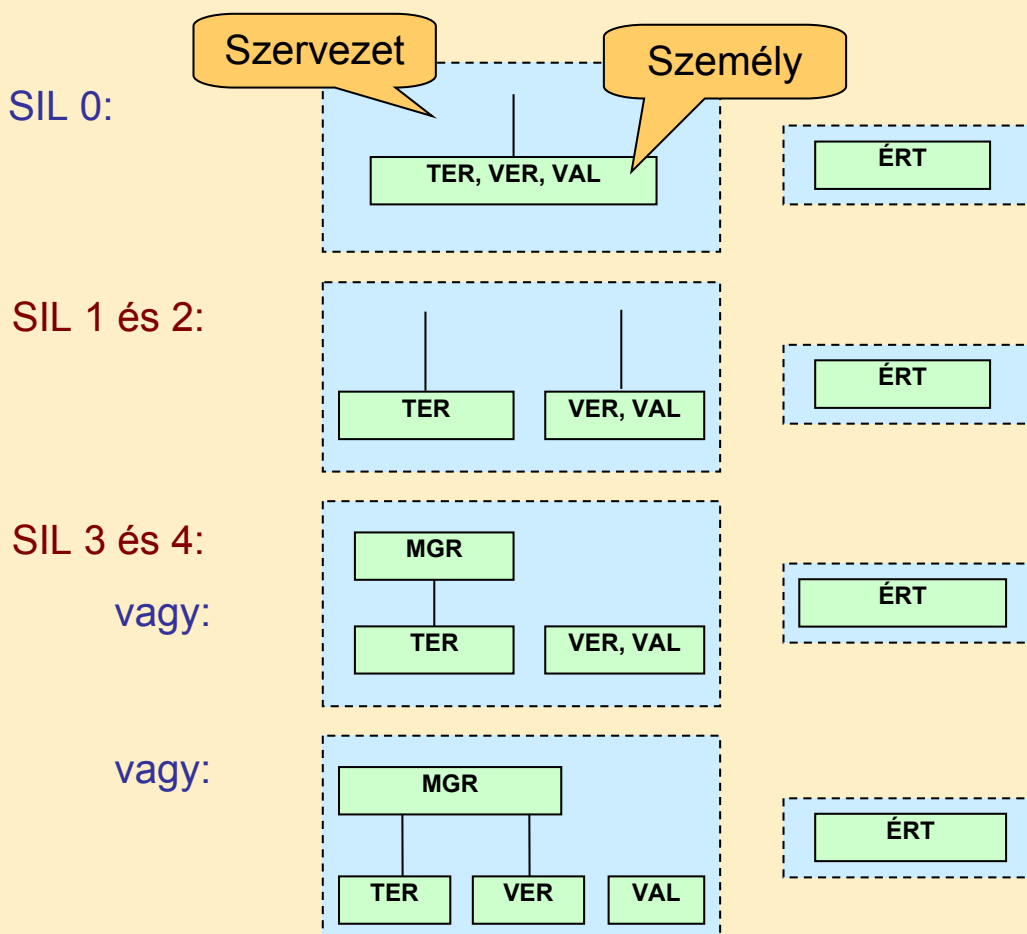 Szervezet
Személy
SIL 0:
TER, VER, VAL
ÉRT
SIL 1 és 2:
TER
VER, VAL
ÉRT
SIL 3 és 4:
MGR
vagy:
TER
VER, VAL
ÉRT
vagy:
MGR
TER
VER
VAL
ÉRT